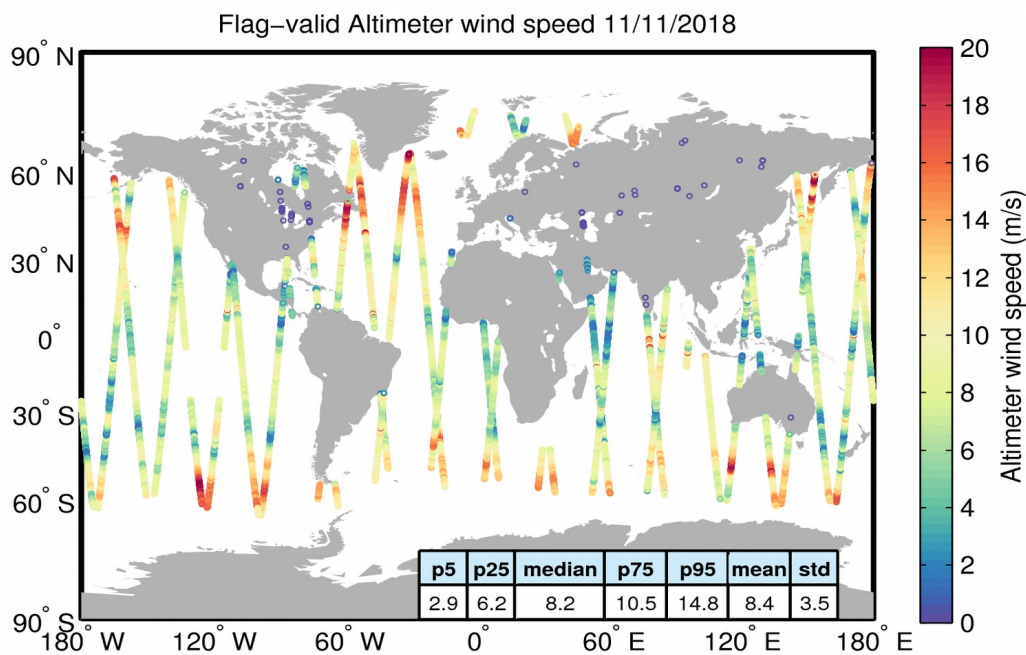 Flag-valid Altimeter wind speed 11/11/2018
90° N
60° N
30° N
0°
30° S
60° S
90° S
180° W
120° W
60° W
0°
60° E
120° E
180° E
p5 p25 median p75 p95 mean std
2.9 6.2 8.2 10.5 14.8 8.4 3.5
20
18
16
14
12
10
8
6
4
2
0
Altimeter wind speed (m/s)